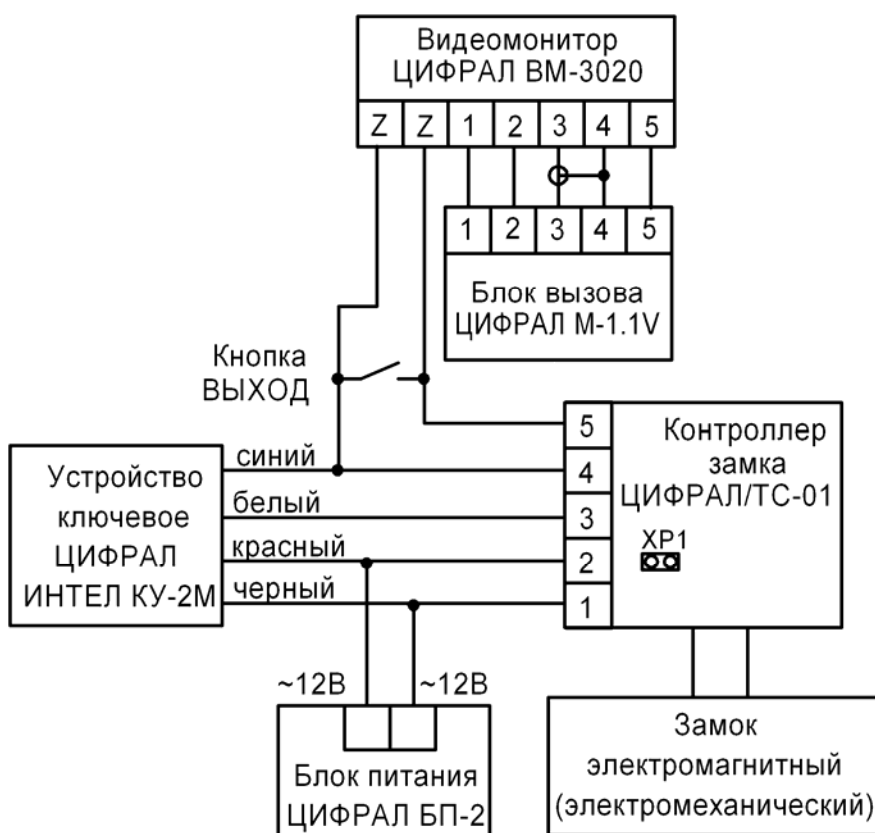 Видеомонитор
ЦИФРАЛ ВМ-3020
Z Z 1 2 3 4 5
1 2 3 4 5
Блок вызова
ЦИФРАЛ М-1.1V
Кнопка
ВЫХОД
Устройство
ключевое
ЦИФРАЛ
ИНТЕЛ КУ-2М
синий
белый
красный
черный
5
4
3
2
1
Контроллер
замка
ЦИФРАЛ/ТС-01
XP1
~12В ~12В
Блок питания
ЦИФРАЛ БП-2
Замок
электромагнитный
(электромеханический)